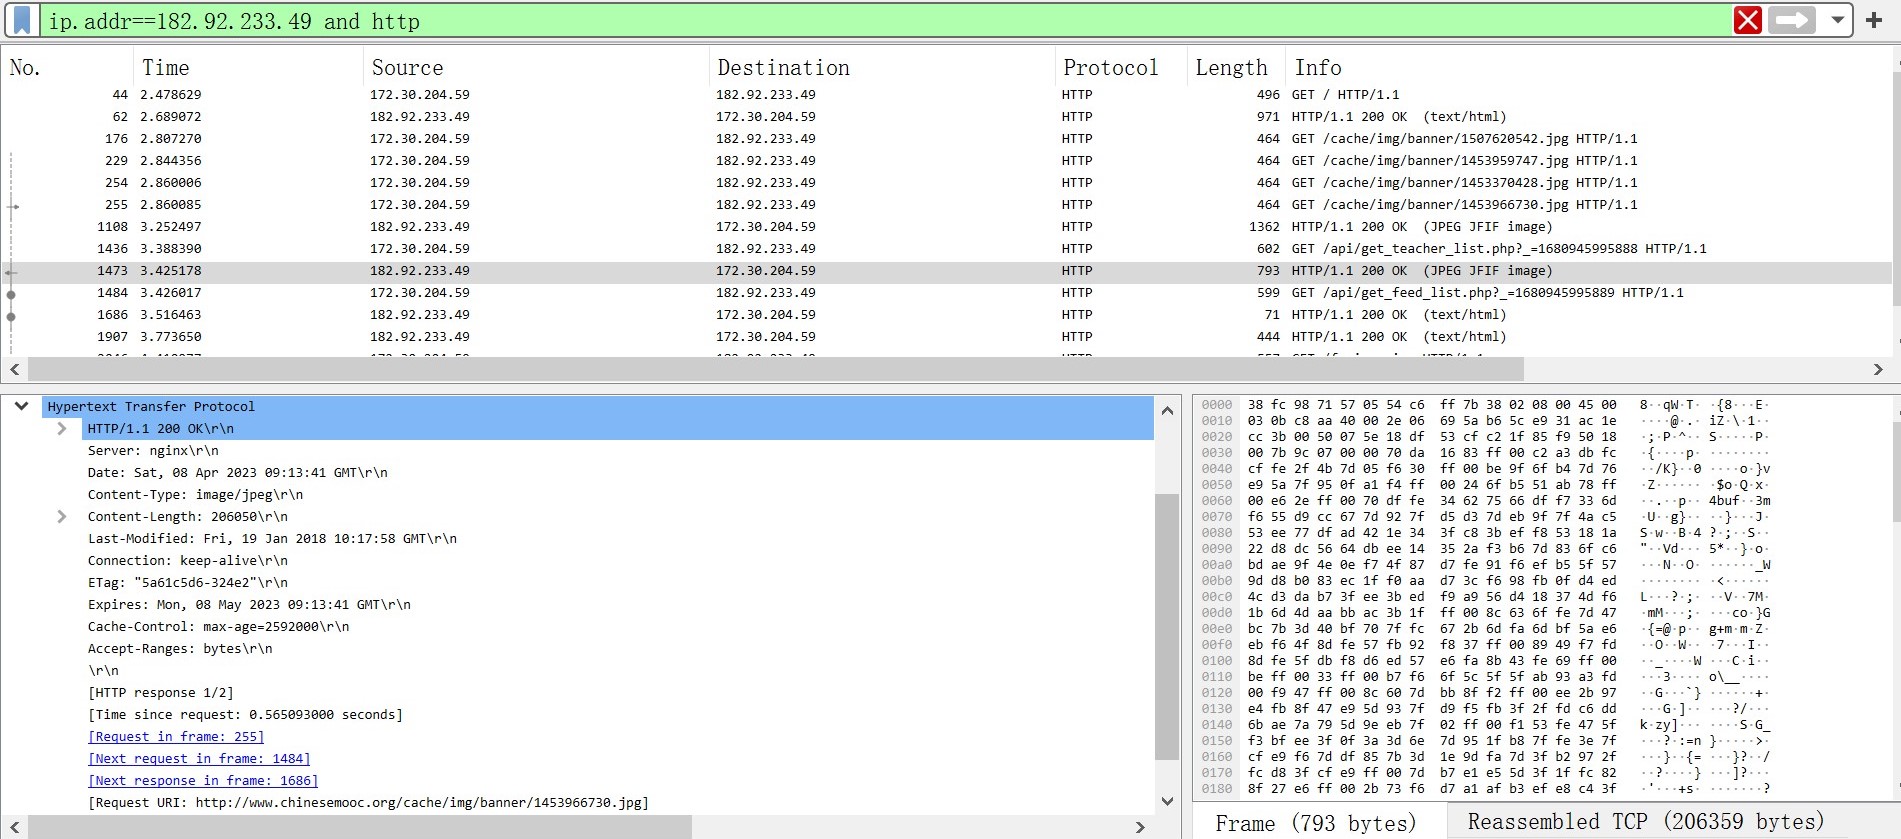 ip.addr==182.92.233.49 and http
No. Time Source Destination Protocol Length Info
44 2.478629 172.30.204.59 182.92.233.49 HTTP 496 GET / HTTP/1.1
62 2.689072 182.92.233.49 172.30.204.59 HTTP 971 HTTP/1.1 200 OK (text/html)
176 2.807270 172.30.204.59 182.92.233.49 HTTP 464 GET /cache/img/banner/1507620542.jpg HTTP/1.1
229 2.844356 172.30.204.59 182.92.233.49 HTTP 464 GET /cache/img/banner/1453959747.jpg HTTP/1.1
254 2.860006 172.30.204.59 182.92.233.49 HTTP 464 GET /cache/img/banner/1453370428.jpg HTTP/1.1
255 2.860085 172.30.204.59 182.92.233.49 HTTP 464 GET /cache/img/banner/1453966730.jpg HTTP/1.1
1108 3.252497 182.92.233.49 172.30.204.59 HTTP 1362 HTTP/1.1 200 OK (JPEG JFIF image)
1436 3.388390 172.30.204.59 182.92.233.49 HTTP 602 GET /api/get_teacher_list.php?_=1680945995888 HTTP/1.1
1473 3.425178 182.92.233.49 172.30.204.59 HTTP 793 HTTP/1.1 200 OK (JPEG JFIF image)
1484 3.426017 172.30.204.59 182.92.233.49 HTTP 599 GET /api/get_feed_list.php?_=1680945995889 HTTP/1.1
1686 3.516463 182.92.233.49 172.30.204.59 HTTP 71 HTTP/1.1 200 OK (text/html)
1907 3.773650 182.92.233.49 172.30.204.59 HTTP 444 HTTP/1.1 200 OK (text/html)
Hypertext Transfer Protocol
HTTP/1.1 200 OK\r\n
Server: nginx\r\n
Date: Sat, 08 Apr 2023 09:13:41 GMT\r\n
Content-Type: image/jpeg\r\n
Content-Length: 206050\r\n
Last-Modified: Fri, 19 Jan 2018 10:17:58 GMT\r\n
Connection: keep-alive\r\n
ETag: "5a61c5d6-324e2"\r\n
Expires: Mon, 08 May 2023 09:13:41 GMT\r\n
Cache-Control: max-age=2592000\r\n
Accept-Ranges: bytes\r\n
\r\n
[HTTP response 1/2]
[Time since request: 0.565093000 seconds]
[Request in frame: 255]
[Next request in frame: 1484]
[Next response in frame: 1686]
[Request URI: http://www.chinesemooc.org/cache/img/banner/1453966730.jpg]
0000 38 fc 98 71 57 05 54 c6 ff 7b 38 02 08 00 45 00
0010 03 0b c8 aa 40 00 2e 06 69 5a b6 5c e9 31 ac 1e
0020 cc 3b 00 50 07 5e 18 df 53 cf c2 1f 85 f9 50 18
0030 00 7b 9c 07 00 00 70 da 16 83 ff 00 c2 a3 db fc
0040 cf fe 2f 4b 7d 05 f6 30 ff 00 be 9f 6f b4 7d 76
0050 e9 5a 7f 95 0f a1 f4 ff 00 24 6f b5 51 ab 78 ff
0060 00 e6 2e ff 00 70 df fe 34 62 75 66 df f7 33 6d
0070 f6 55 d9 cc 67 7d 92 7f d5 d3 7d eb 9f 7f 4a c5
0080 53 ee 77 df ad 42 1e 34 3f c8 3b ef f8 53 18 1a
0090 22 d8 dc 56 64 db ee 14 35 2a f3 b6 7d 83 6f c6
00a0 bd ae 9f 4e 0e f7 4f 87 d7 fe 91 f6 ef b5 5f 57
00b0 9d d8 b0 83 ec 1f f0 aa d7 3c f6 98 fb 0f d4 ed
00c0 4c d3 da b7 3f ee 3b ed f9 a9 56 d4 18 37 4d f6
00d0 1b 6d 4d aa bb ac 3b 1f ff 00 8c 63 6f fe 7d 47
00e0 bc 7b 3d 40 bf 70 7f fc 67 2b 6d fa 6d bf 5a e6
00f0 eb f6 4f 8d fe 57 fb 92 f8 37 ff 00 89 49 f7 fd
0100 8d fe 5f db f8 d6 ed 57 e6 fa 8b 43 fe 69 ff 00
0110 be ff 00 33 ff 00 b7 f6 6f 5c 5f 5f ab 93 a3 fd
0120 00 f9 47 ff 00 8c 60 7d bb 8f f2 ff 00 ee 2b 97
0130 e4 fb 8f 47 e9 5d 93 7f d9 f5 fb 3f 2f fd c6 dd
0140 6b ae 7a 79 5d 9e eb 7f 02 ff 00 f1 53 fe 47 5f
0150 f3 bf ee 3f 0f 3a 3d 6e 7d 95 1f b8 7f fe 3e 7f
0160 cf e9 f6 7d df 85 7b 3d 1e 9d fa 7d 3f b2 97 2f
0170 fc d8 3f cf e9 ff 00 7d b7 e1 e5 5d 3f 1f fc 82
0180 8f 27 e6 ff 00 2b 73 f6 d7 a1 af b3 ef e8 c4 3f
Frame (793 bytes) Reassembled TCP (206359 bytes)